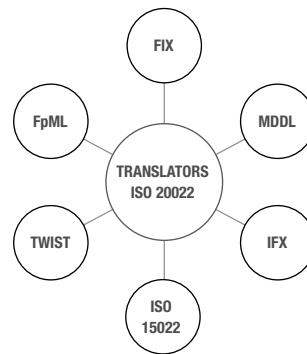 FIX
FpML
MDDL
TRANSLATORS
ISO 20022
TWIST
IFX
ISO
15022